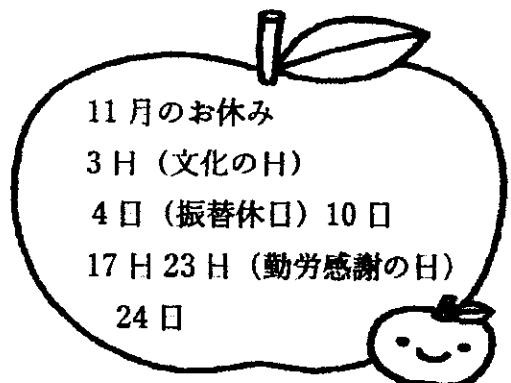 11月のお休み
3日（文化の日）
4日（振替休日）10日
17日 23日（勤労感謝の日）
24日